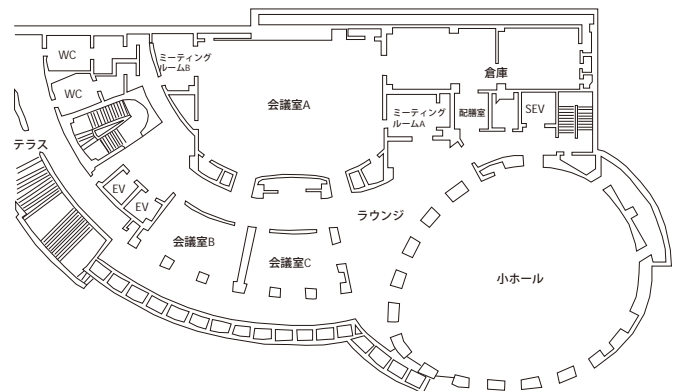 WC
ミーティング
ルームB
WC
会議室A
倉庫
ミーティング
ルームA
配膳室
SEV
テラス
EV
EV
ラウンジ
会議室B
会議室C
小ホール